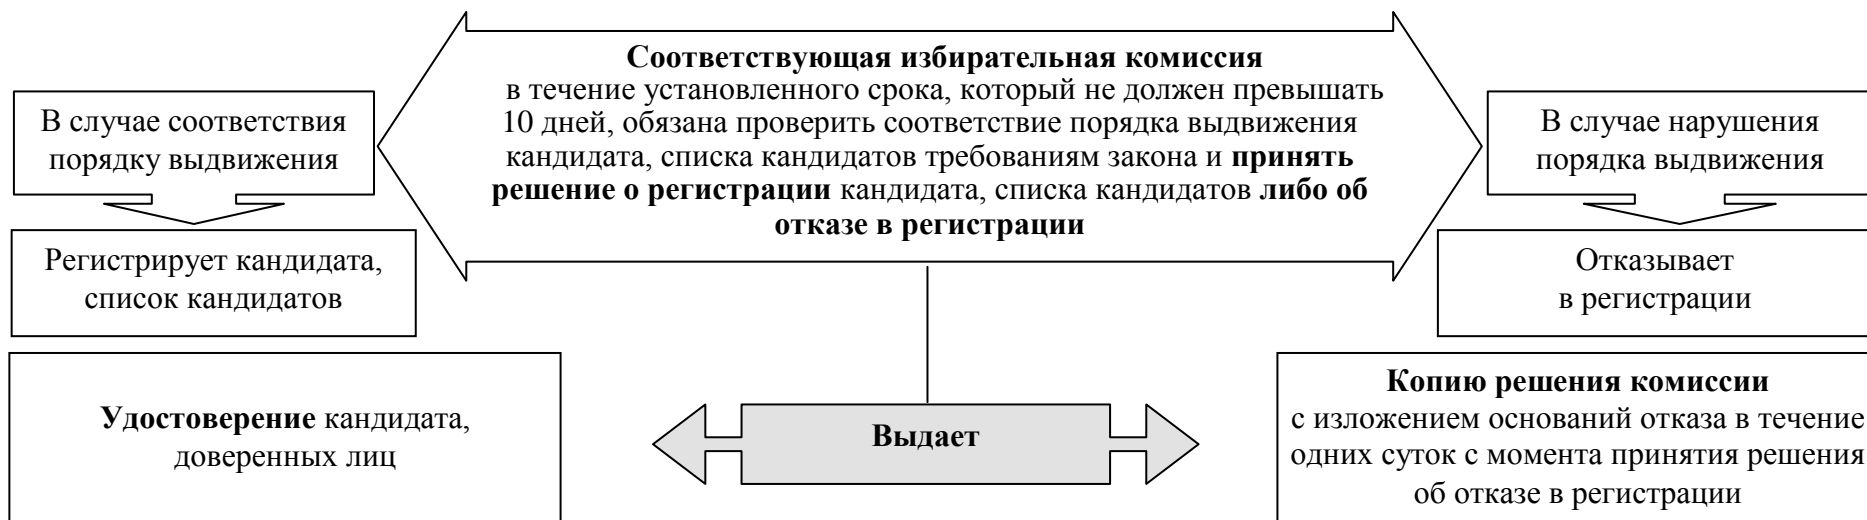 Соответствующая избирательная комиссия
в течение установленного срока, который не должен превышать
10 дней, обязана проверить соответствие порядка выдвижения
кандидата, списка кандидатов требованиям закона и принять
решение о регистрации кандидата, списка кандидатов либо об
отказе в регистрации
В случае соответствия
порядку выдвижения
В случае нарушения
порядка выдвижения
Регистрирует кандидата,
список кандидатов
Отказывает
в регистрации
Удостоверение кандидата,
доверенных лиц
Выдает
Копию решения комиссии
с изложением оснований отказа в течение
одних суток с момента принятия решения
об отказе в регистрации